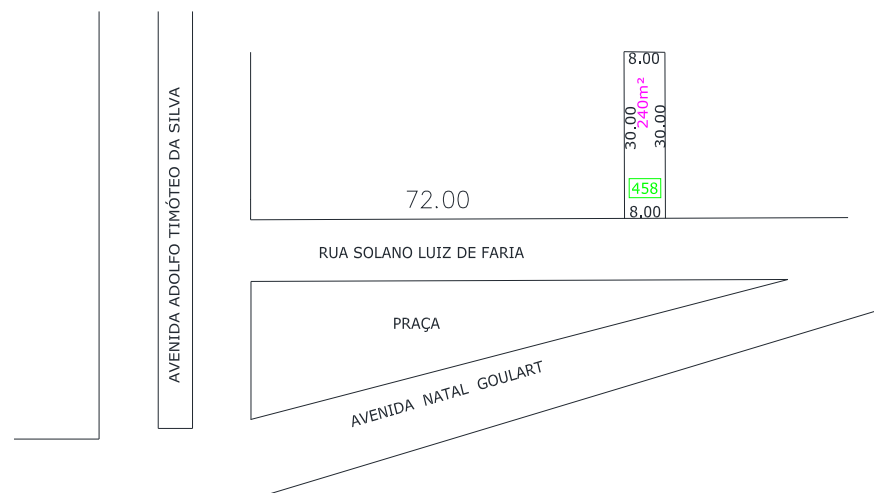 8.00
240m²
30.00
30.00
458
8.00
72.00
AVENIDA ADOLFO TIMÓTEO DA SILVA
RUA SOLANO LUIZ DE FARIA
PRAÇA
AVENIDA NATAL GOULART